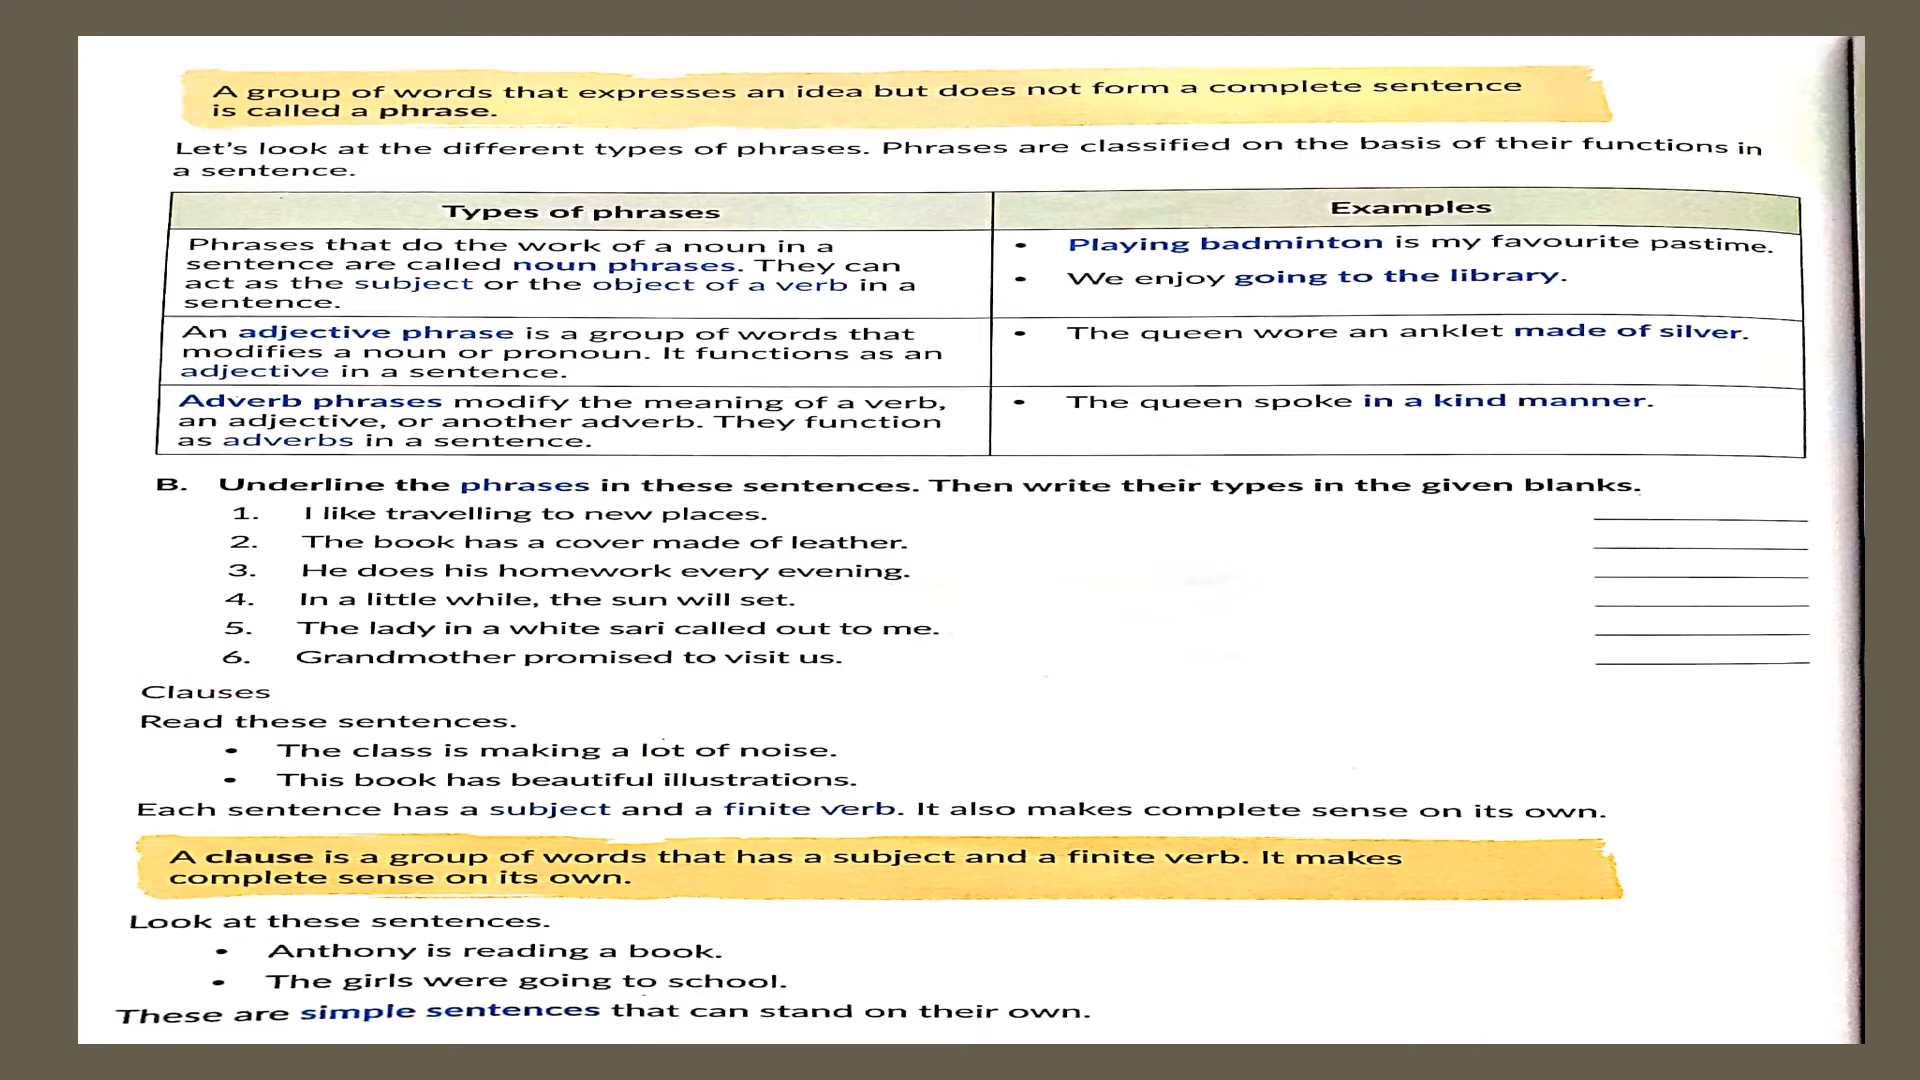 A group of words that expresses an idea but does not form a complete sentence
is called a phrase.
Let's look at the different types of phrases. Phrases are classified on the basis of their functions in
a sentence.
Types of phrases
Examples
Phrases that do the work of a noun in a
sentence are called noun phrases. They can
act as the subject or the object of a verb in a
sentence.
• Playing badminton is my favourite pastime.
• We enjoy going to the library.
An adjective phrase is a group of words that
modifies a noun or pronoun. It functions as an
adjective in a sentence.
• The queen wore an anklet made of silver.
Adverb phrases modify the meaning of a verb,
an adjective, or another adverb. They function
as adverbs in a sentence.
• The queen spoke in a kind manner.
B. Underline the phrases in these sentences. Then write their types in the given blanks.
1. I like travelling to new places.
2. The book has a cover made of leather.
3. He does his homework every evening.
4. In a little while, the sun will set.
5. The lady in a white sari called out to me.
6. Grandmother promised to visit us.
Clauses
Read these sentences.
• The class is making a lot of noise.
• This book has beautiful illustrations.
Each sentence has a subject and a finite verb. It also makes complete sense on its own.
A clause is a group of words that has a subject and a finite verb. It makes
complete sense on its own.
Look at these sentences.
• Anthony is reading a book.
• The girls were going to school.
These are simple sentences that can stand on their own.